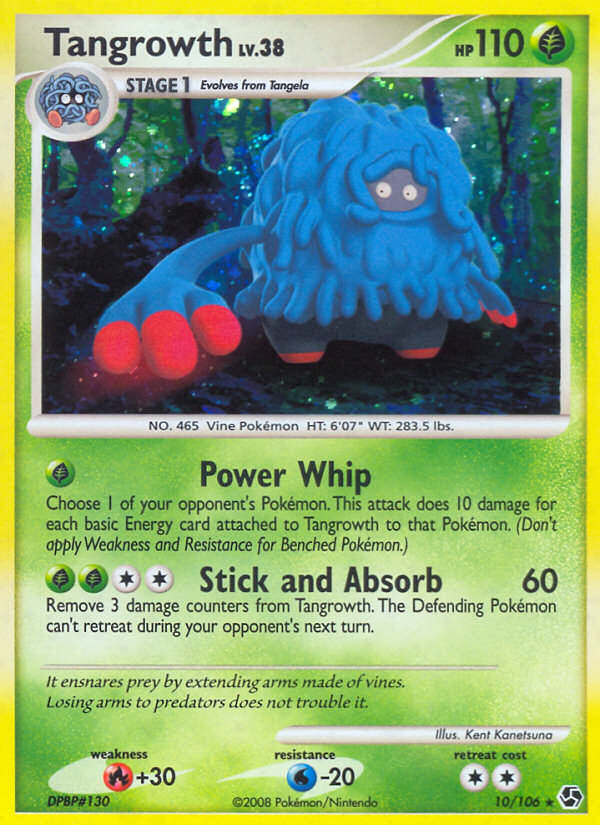 Tangrowth LV.38 HP 110
STAGE 1 Evolves from Tangela
NO. 465 Vine Pokémon HT: 6'07" WT: 283.5 lbs.
Power Whip
Choose 1 of your opponent's Pokémon. This attack does 10 damage for
each basic Energy card attached to Tangrowth to that Pokémon. (Don't
apply Weakness and Resistance for Benched Pokémon.)
Stick and Absorb 60
Remove 3 damage counters from Tangrowth. The Defending Pokémon
can't retreat during your opponent's next turn.
It ensnares prey by extending arms made of vines.
Losing arms to predators does not trouble it.
Illus. Kent Kanetsuna
weakness resistance retreat cost
+30 -20
DPBP#130 ©2008 Pokémon/Nintendo 10/106 ★